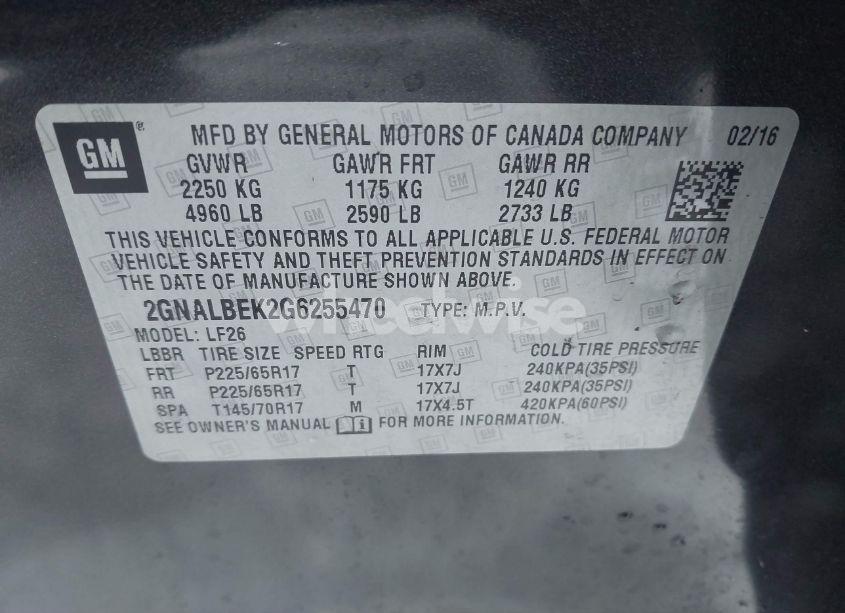 GM ®
MFD BY GENERAL MOTORS OF CANADA COMPANY 02/16
GVWR GAWR FRT GAWR RR
2250 KG 1175 KG 1240 KG
4960 LB 2590 LB 2733 LB
THIS VEHICLE CONFORMS TO ALL APPLICABLE U.S. FEDERAL MOTOR
VEHICLE SAFETY AND THEFT PREVENTION STANDARDS IN EFFECT ON
THE DATE OF MANUFACTURE SHOWN ABOVE.
2GNALBEK2G6255470 TYPE: M.P.V.
wheelwise
MODEL: LF26
LBBR TIRE SIZE SPEED RTG RIM COLD TIRE PRESSURE
FRT P225/65R17 T 17X7J 240KPA(35PSI)
RR P225/65R17 T 17X7J 240KPA(35PSI)
SPA T145/70R17 M 17X4.5T 420KPA(60PSI)
SEE OWNER'S MANUAL FOR MORE INFORMATION.